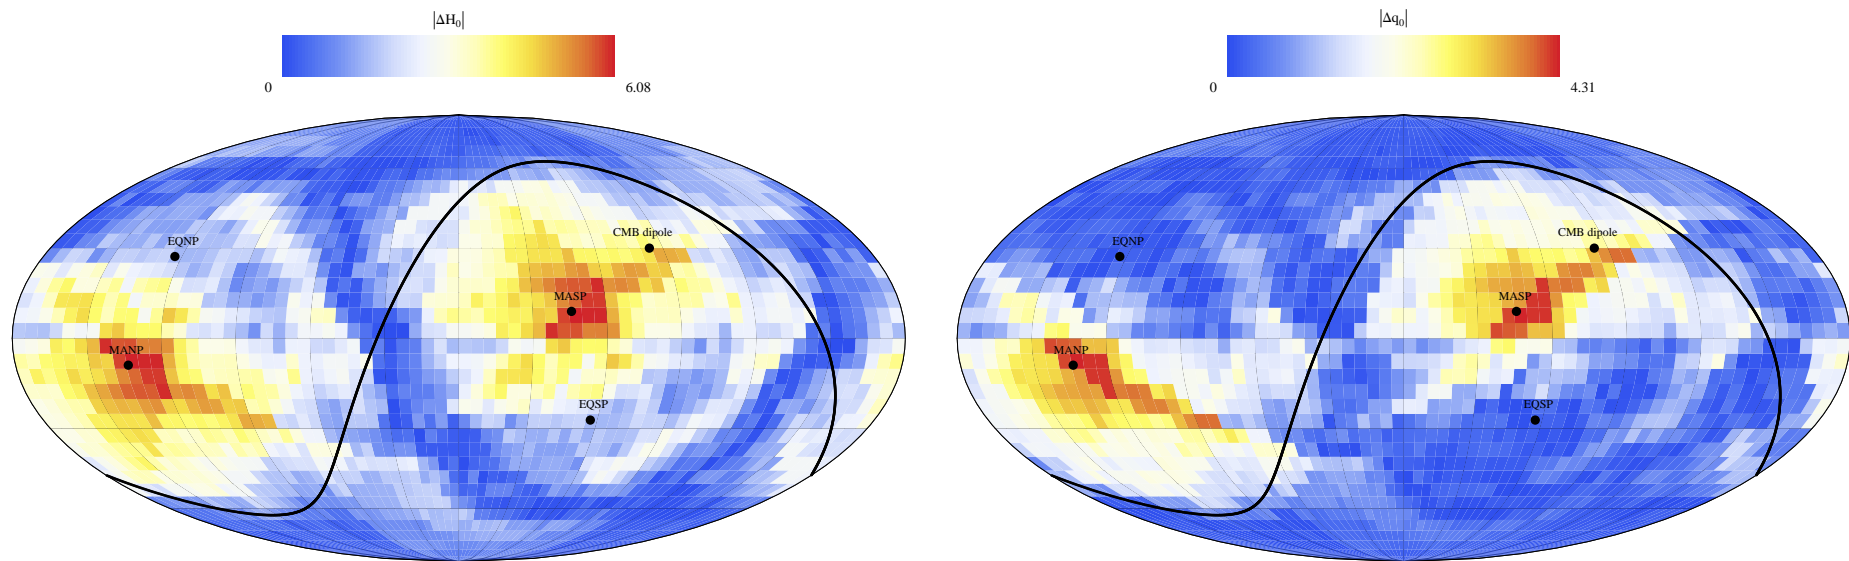 |ΔH₀|
0
6.08
EQNP
CMB dipole
MASP
MANP
EQSP
|Δq₀|
0
4.31
EQNP
CMB dipole
MASP
MANP
EQSP